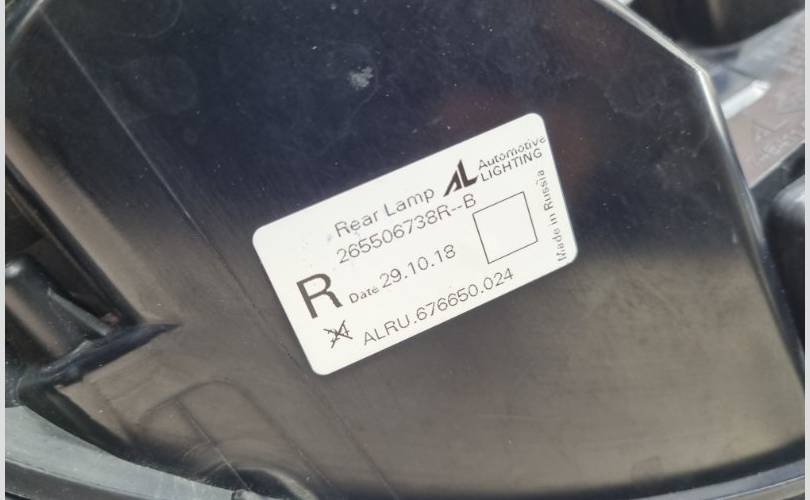 Rear Lamp
AL Automotive
LIGHTING
265506738R--B
R
Date 29.10.18
ALRU.676650.024
Made in Russia